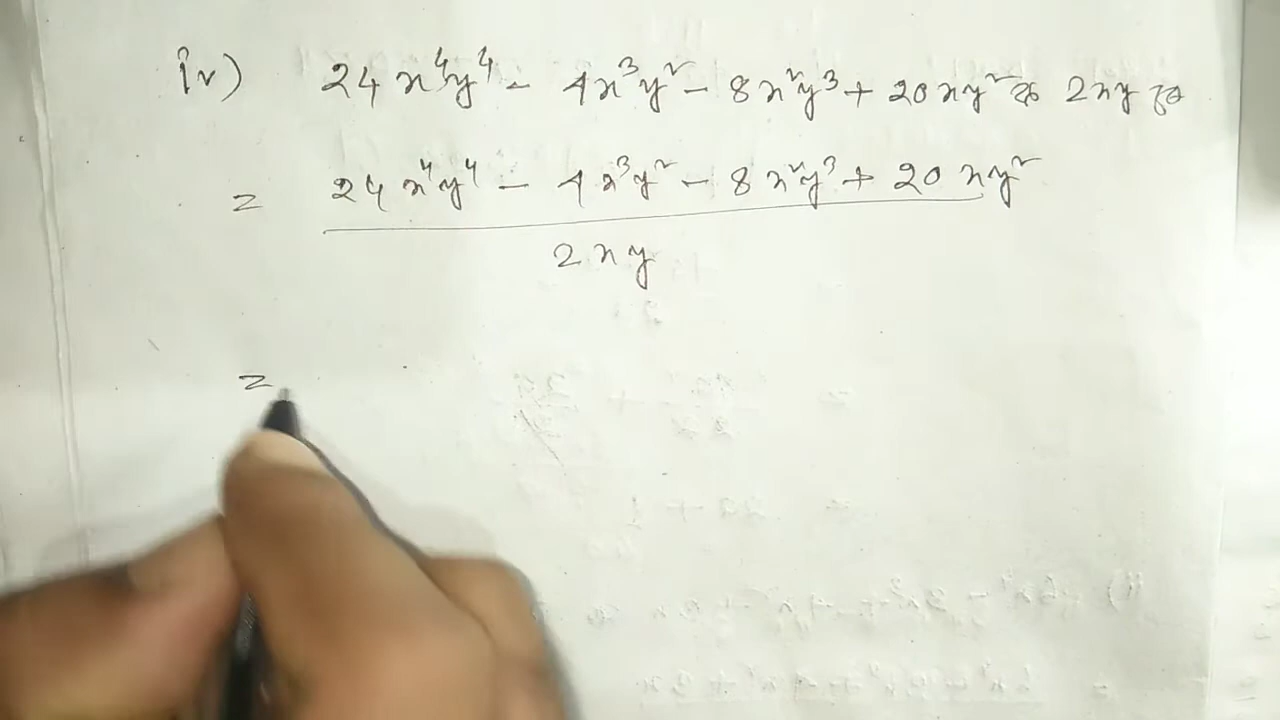 iv) 24x⁴y⁴ - 4x³y² - 8x²y³ + 20xy² ক 2xy ৰে
= 24x⁴y⁴ - 4x³y² - 8x²y³ + 20xy²
2xy
=